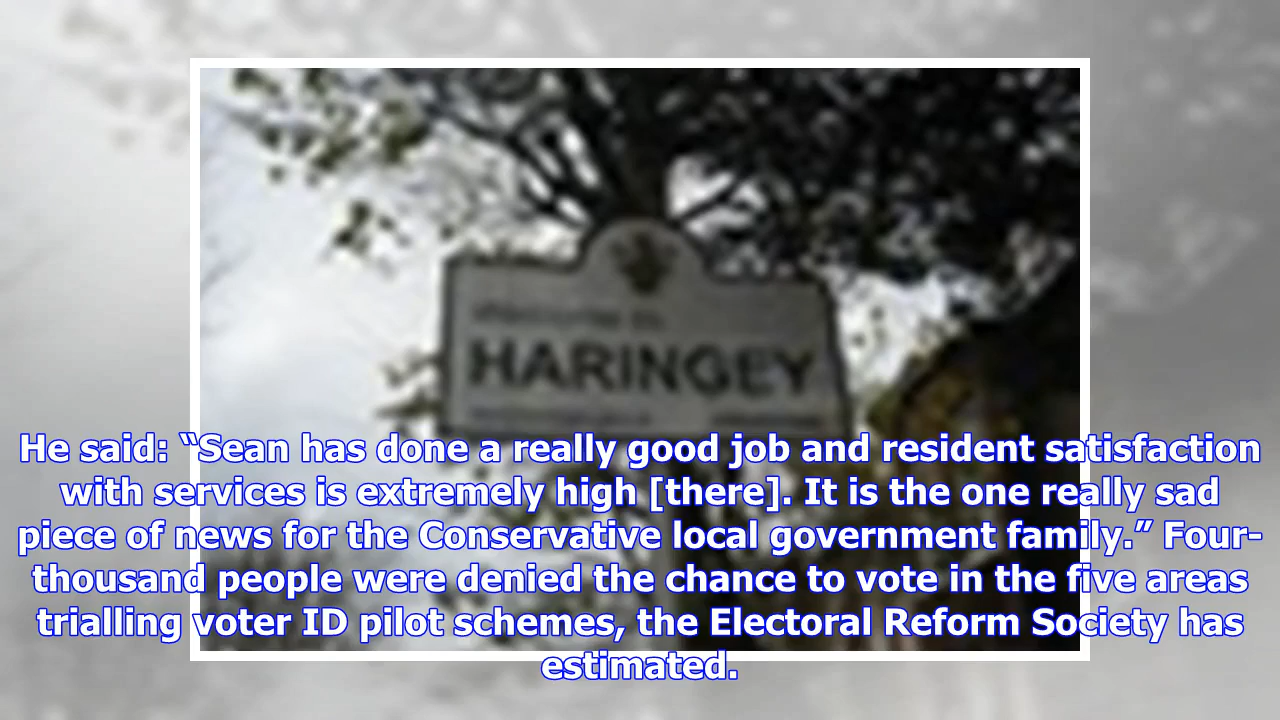 HARINGEY
He said: “Sean has done a really good job and resident satisfaction
with services is extremely high [there]. It is the one really sad
piece of news for the Conservative local government family.” Four-
thousand people were denied the chance to vote in the five areas
trialling voter ID pilot schemes, the Electoral Reform Society has
estimated.